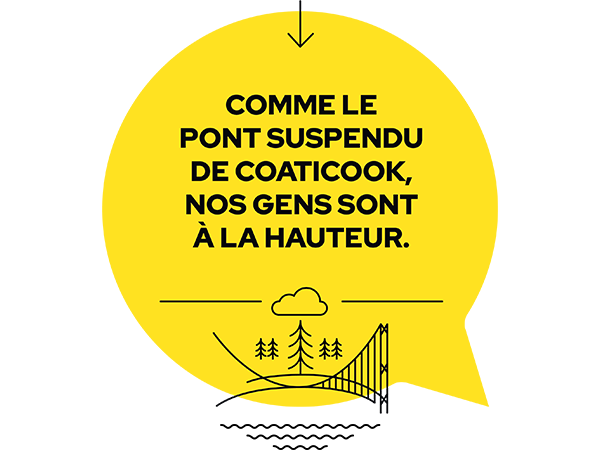 COMME LE
PONT SUSPENDU
DE COATICOOK,
NOS GENS SONT
À LA HAUTEUR.